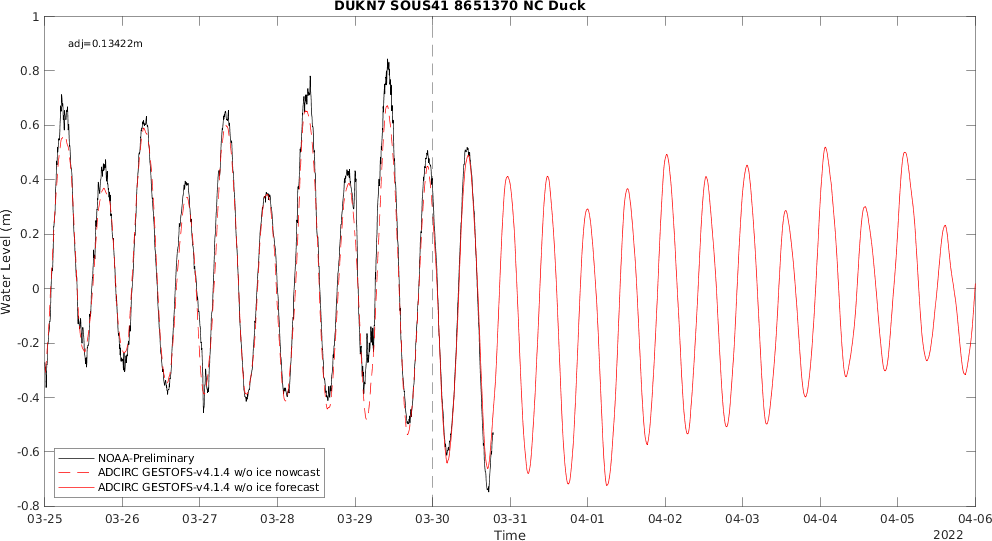 DUKN7 SOUS41 8651370 NC Duck
adj=0.13422m
1
0.8
0.6
0.4
0.2
0
-0.2
-0.4
-0.6
-0.8
Water Level (m)
NOAA-Preliminary
ADCIRC GESTOFS-v4.1.4 w/o ice nowcast
ADCIRC GESTOFS-v4.1.4 w/o ice forecast
03-25 03-26 03-27 03-28 03-29 03-30 03-31 04-01 04-02 04-03 04-04 04-05 04-06
Time
2022